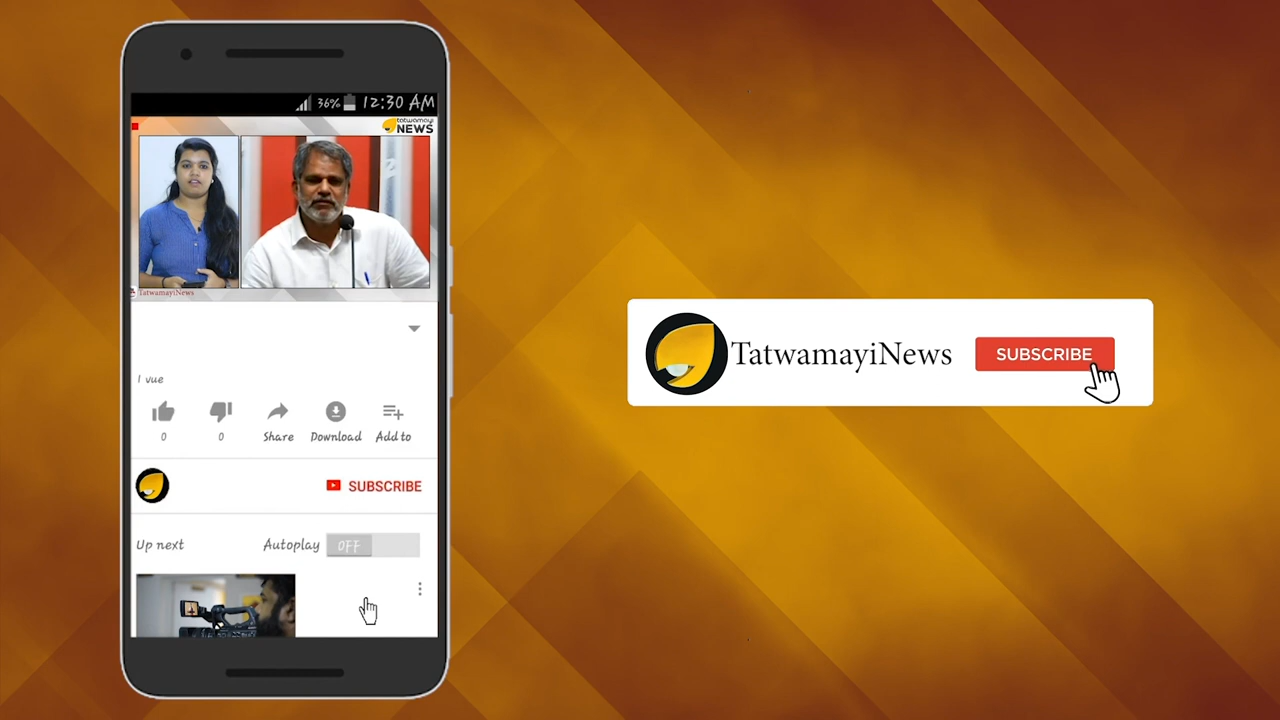 36% 12:30 AM
tatwamayi
NEWS
TatwamayiNews
1 vue
0
0
Share
Download
Add to
SUBSCRIBE
Up next
Autoplay
OFF
TatwamayiNews
SUBSCRIBE